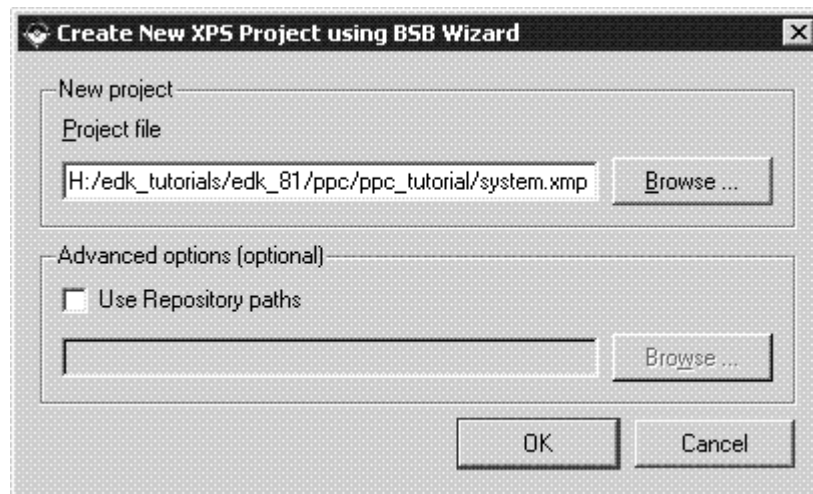 Create New XPS Project using BSB Wizard
New project
Project file
H:/edk_tutorials/edk_81/ppc/ppc_tutorial/system.xmp
Browse ...
Advanced options (optional)
Use Repository paths
Browse ...
OK
Cancel